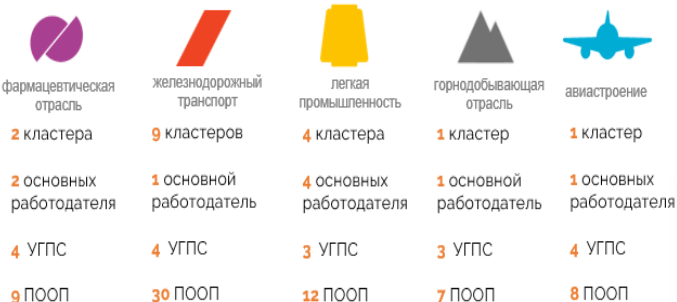 фармацевтическая
отрасль
2 кластера
2 основных
работодателя
4 УГПС
9 ПООП
железнодорожный
транспорт
9 кластеров
1 основной
работодатель
4 УГПС
30 ПООП
легкая
промышленность
4 кластера
4 основных
работодателя
3 УГПС
12 ПООП
горнодобывающая
отрасль
1 кластер
1 основной
работодатель
3 УГПС
7 ПООП
авиастроение
1 кластер
1 основных
работодателя
4 УГПС
8 ПООП